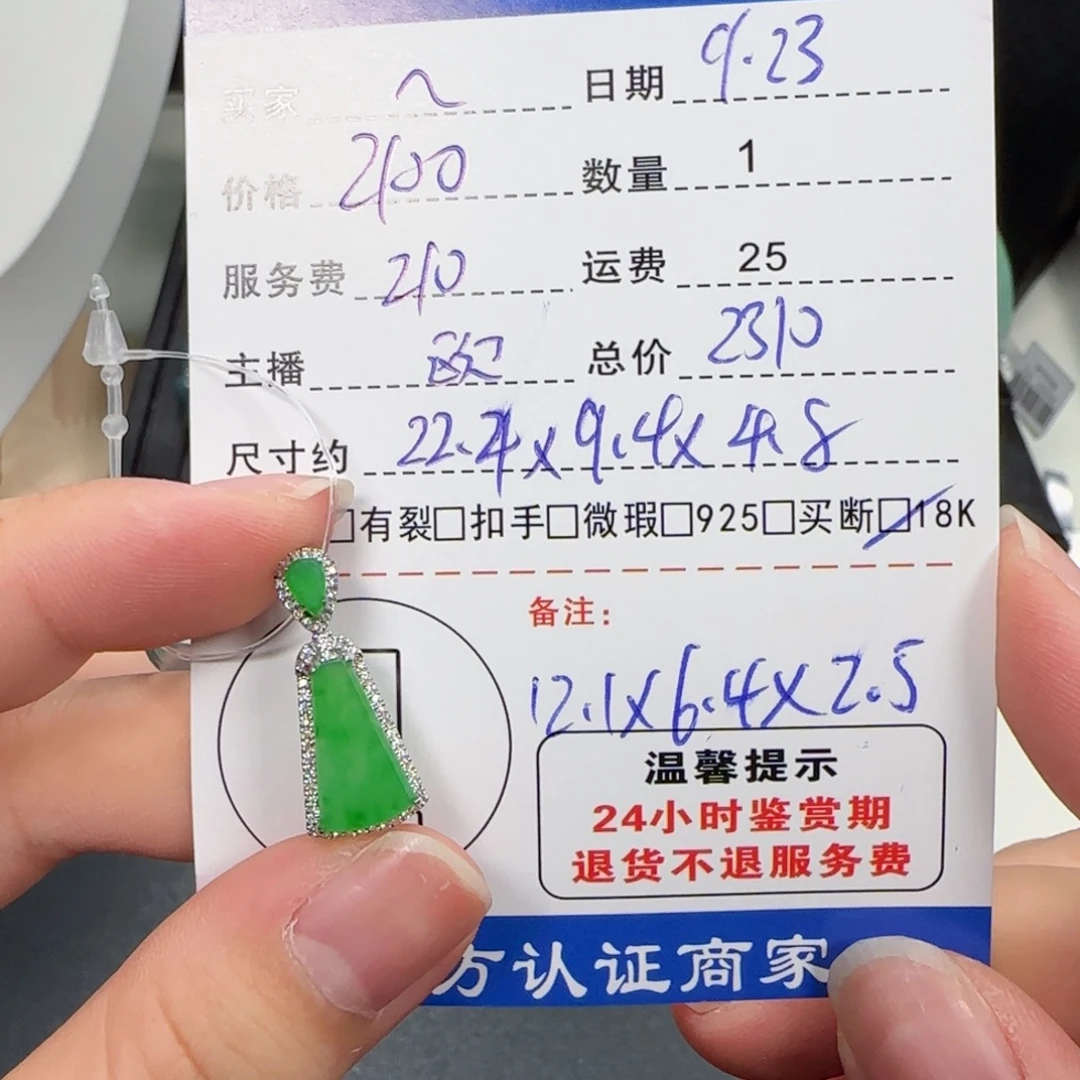 卖家 日期 9.23
价格 2100 数量 1
服务费 210 运费 25
主播 欧 总价 2310
尺寸约 22.4x9.4x4.8
□有裂□扣手□微瑕□925□买断□18K
备注:
12.1x6.4x2.5
温馨提示
24小时鉴赏期
退货不退服务费
方认证商家